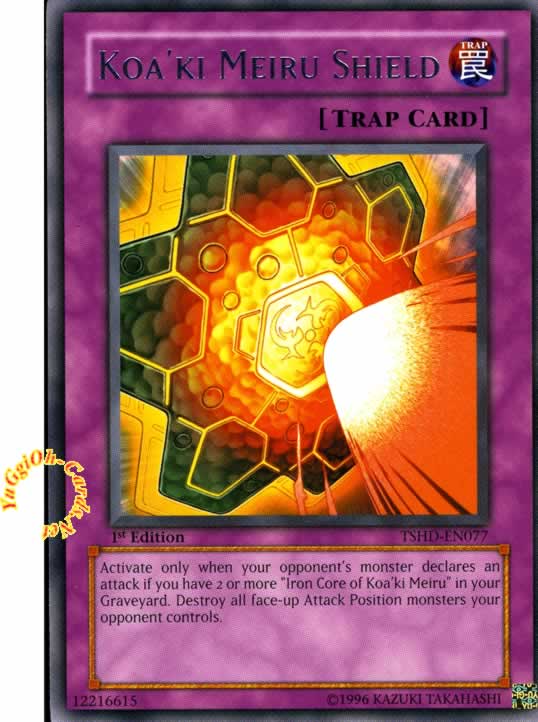 KOA'KI MEIRU SHIELD
TRAP
罠
[TRAP CARD]
1st Edition
TSHD-EN077
Activate only when your opponent's monster declares an
attack if you have 2 or more "Iron Core of Koa'ki Meiru" in your
Graveyard. Destroy all face-up Attack Position monsters your
opponent controls.
12216615
©1996 KAZUKI TAKAHASHI
YuGgiOh-Cards.Net